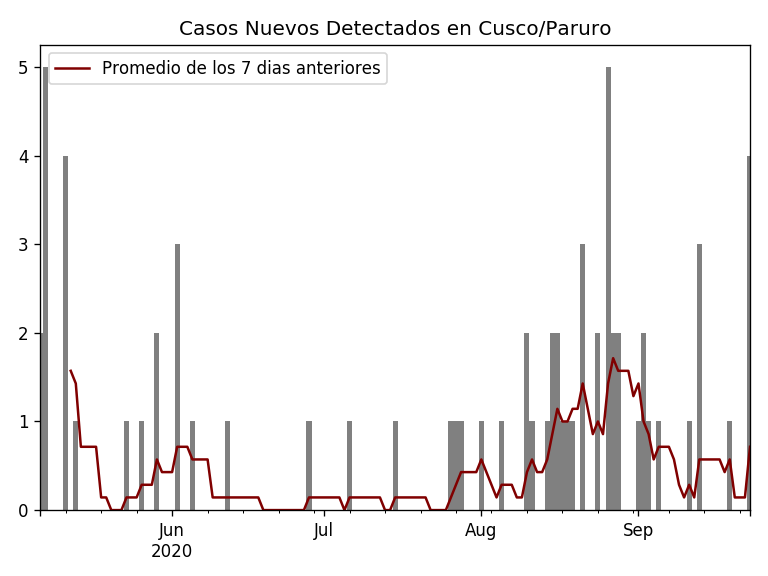 Casos Nuevos Detectados en Cusco/Paruro
Promedio de los 7 dias anteriores
5
4
3
2
1
0
Jun
2020
Jul
Aug
Sep